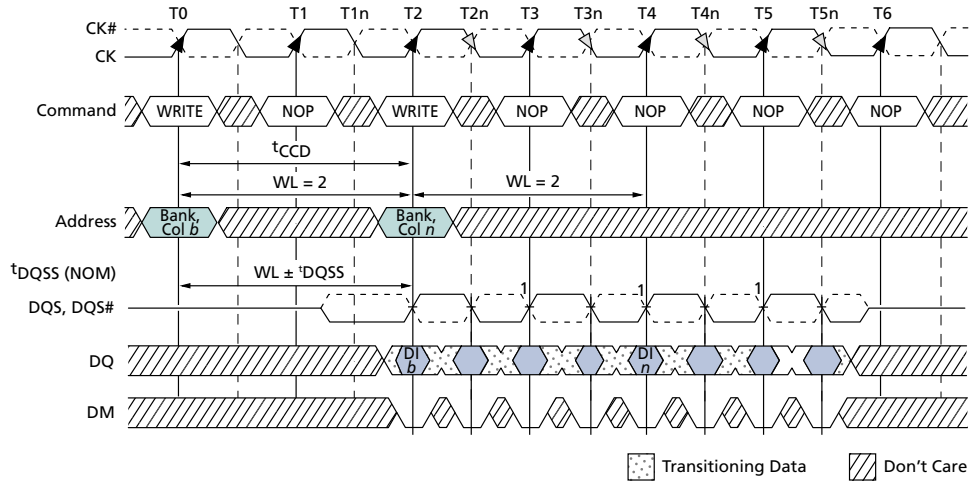 T0 T1 T1n T2 T2n T3 T3n T4 T4n T5 T5n T6
CK#
CK
Command WRITE NOP WRITE NOP NOP NOP NOP
tCCD
WL = 2 WL = 2
Address Bank, Col b Bank, Col n
tDQSS (NOM) WL ± tDQSS
DQS, DQS# 1 1 1
DQ DI b DI n
DM
Transitioning Data Don't Care